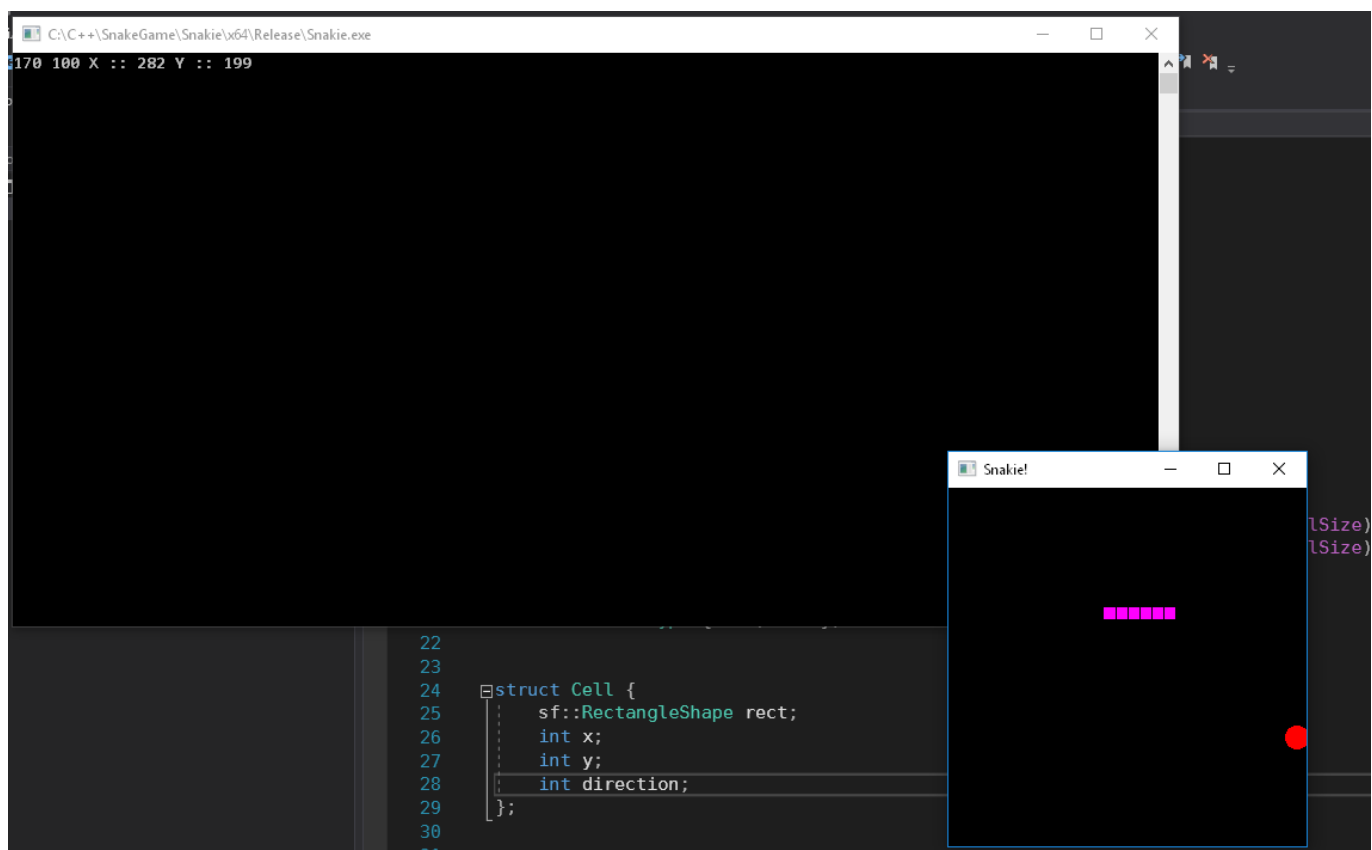 C:\C++\SnakeGame\Snakie\x64\Release\Snakie.exe
170 100 X :: 282 Y :: 199
Snakie!
lSize)
lSize)
22
23
24 struct Cell {
25 sf::RectangleShape rect;
26 int x;
27 int y;
28 int direction;
29 };
30